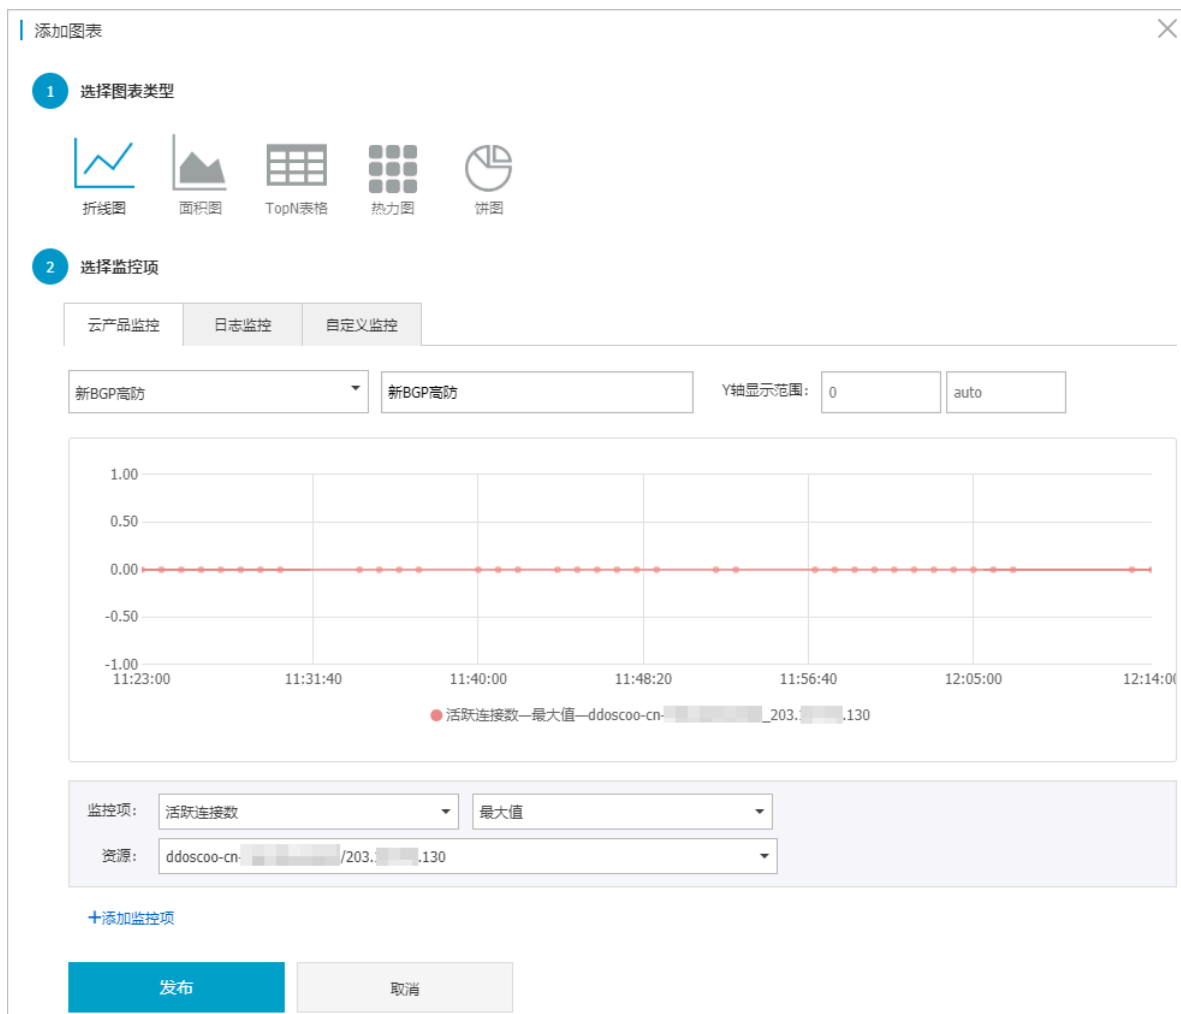 添加图表
1 选择图表类型
折线图 面积图 TopN表格 热力图 饼图
2 选择监控项
云产品监控 日志监控 自定义监控
新BGP高防 新BGP高防 Y轴显示范围: 0 auto
1.00
0.50
0.00
-0.50
-1.00
11:23:00 11:31:40 11:40:00 11:48:20 11:56:40 12:05:00 12:14:00
活跃连接数—最大值—ddoscoo-cn- _203. .130
监控项: 活跃连接数 最大值
资源: ddoscoo-cn- /203. .130
+添加监控项
发布 取消